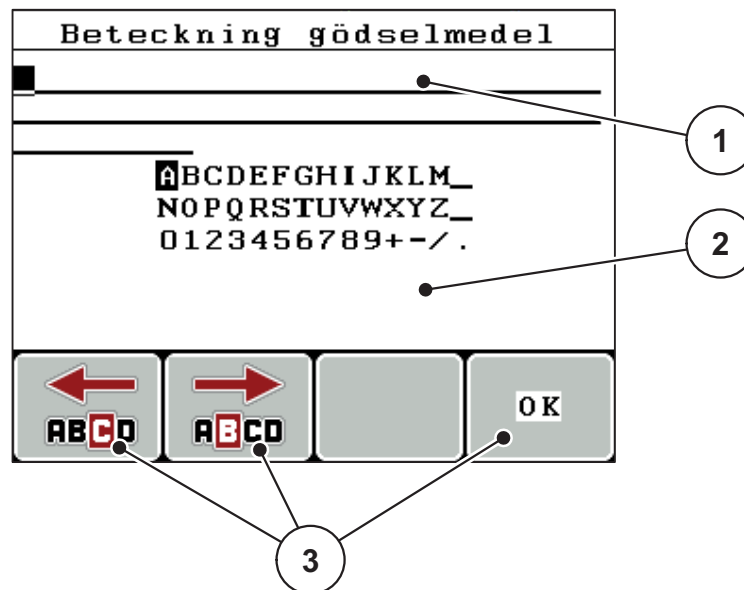 Beteckning gödselmedel
1
ABCDEFGHIJKLM_
NOPQRSTUVWXYZ_
0123456789+-/.
2
ABCD
ABCD
OK
3